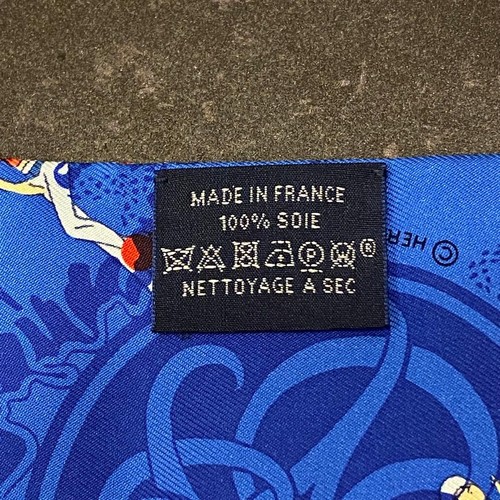 MADE IN FRANCE
100% SOIE
®
NETTOYAGE A SEC
© HER